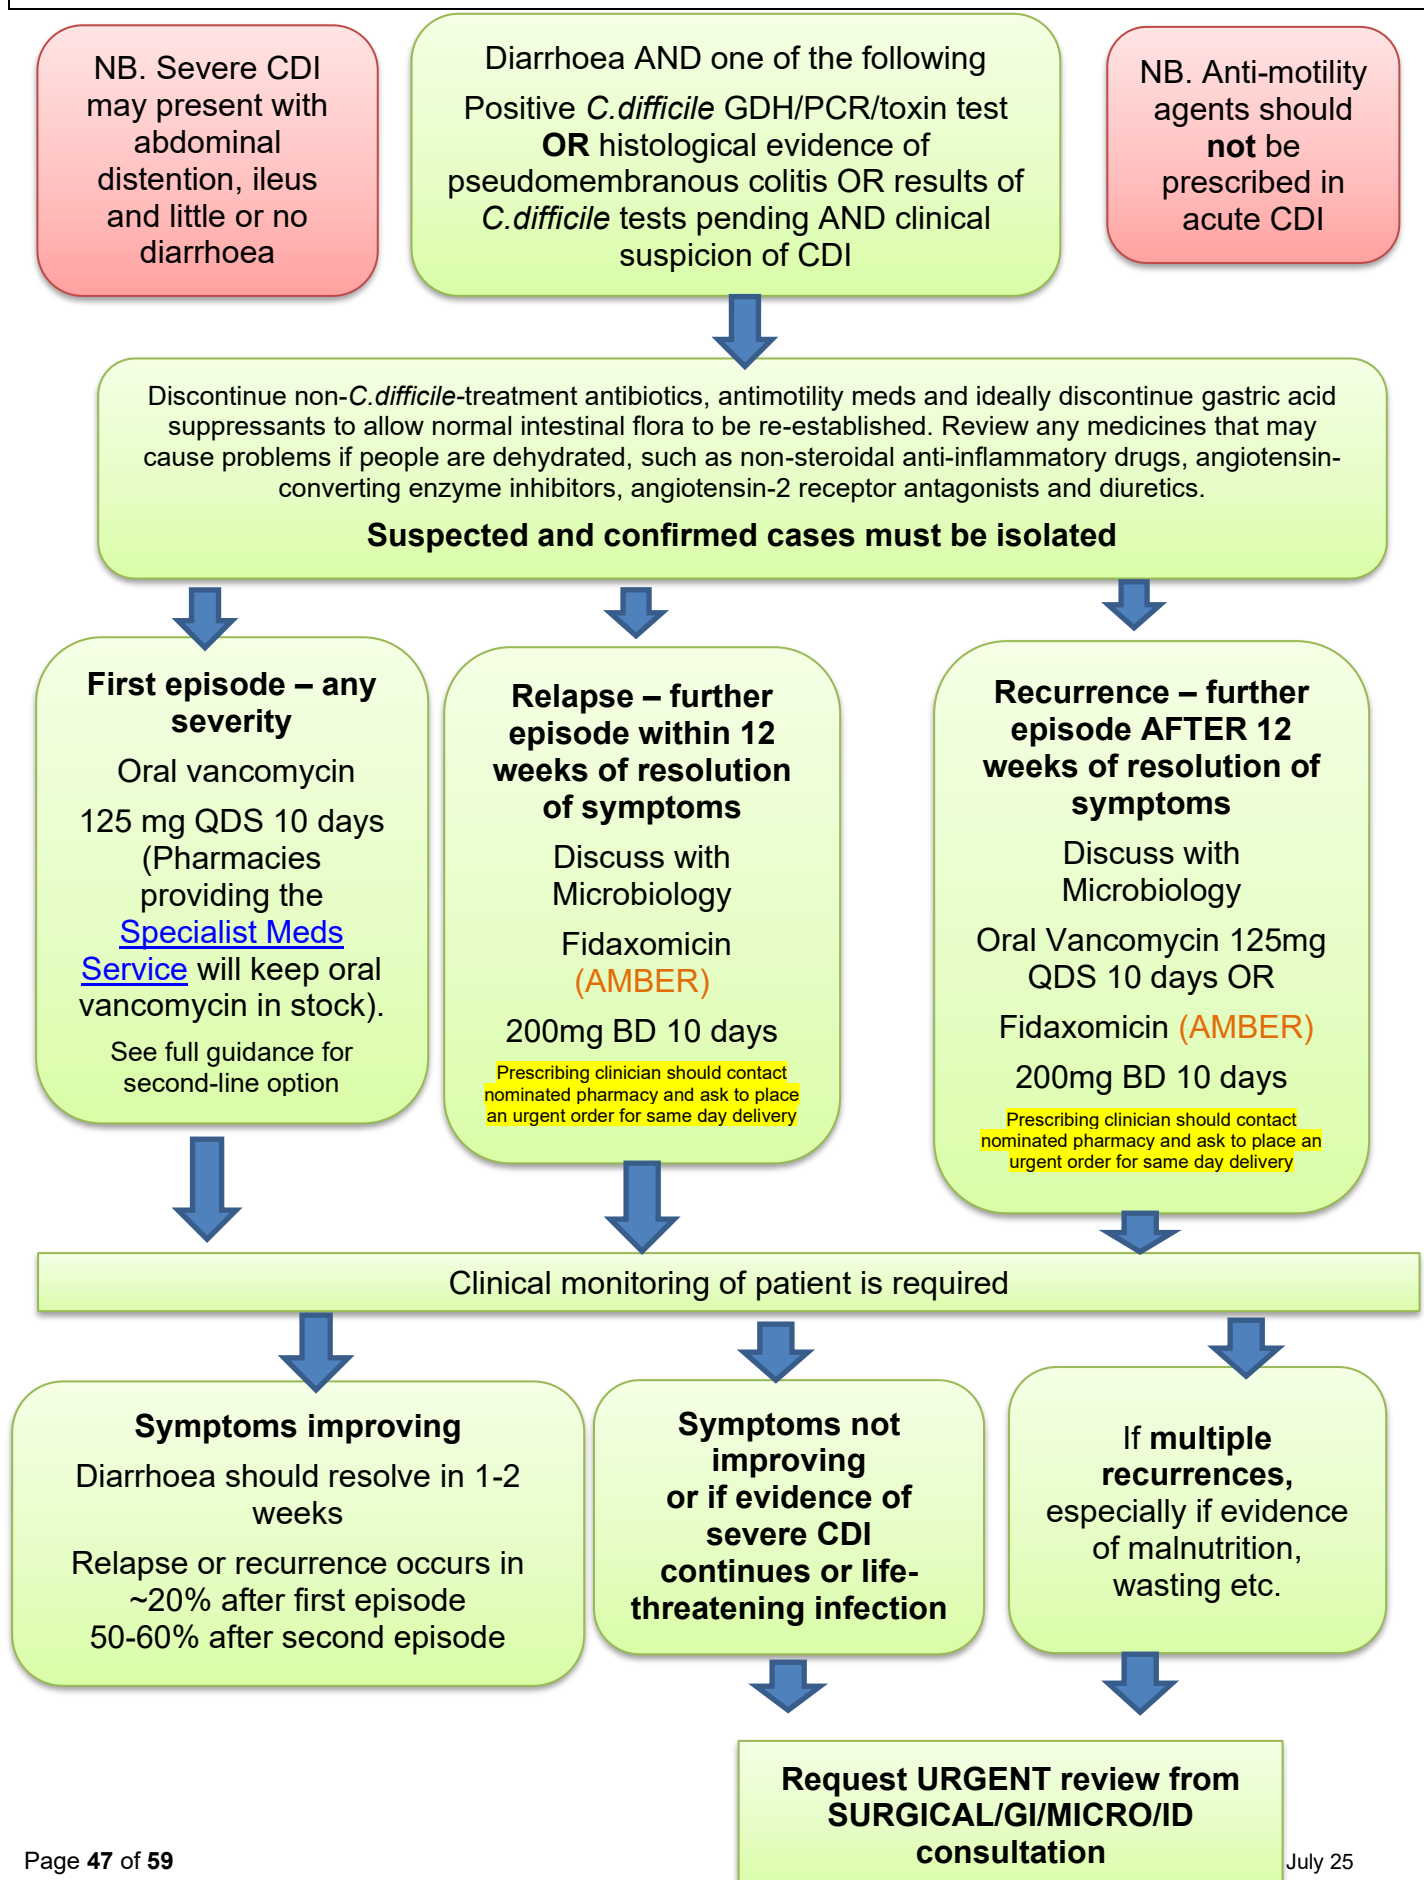 NB. Severe CDI
may present with
abdominal
distention, ileus
and little or no
diarrhoea
Diarrhoea AND one of the following
Positive C.difficile GDH/PCR/toxin test
OR histological evidence of
pseudomembranous colitis OR results of
C.difficile tests pending AND clinical
suspicion of CDI
NB. Anti-motility
agents should
not be
prescribed in
acute CDI
Discontinue non-C.difficile-treatment antibiotics, antimotility meds and ideally discontinue gastric acid
suppressants to allow normal intestinal flora to be re-established. Review any medicines that may
cause problems if people are dehydrated, such as non-steroidal anti-inflammatory drugs, angiotensin-
converting enzyme inhibitors, angiotensin-2 receptor antagonists and diuretics.
Suspected and confirmed cases must be isolated
First episode – any
severity
Oral vancomycin
125 mg QDS 10 days
(Pharmacies
providing the
Specialist Meds
Service will keep oral
vancomycin in stock).
See full guidance for
second-line option
Relapse – further
episode within 12
weeks of resolution
of symptoms
Discuss with
Microbiology
Fidaxomicin
(AMBER)
200mg BD 10 days
Prescribing clinician should contact
nominated pharmacy and ask to place
an urgent order for same day delivery
Recurrence – further
episode AFTER 12
weeks of resolution of
symptoms
Discuss with
Microbiology
Oral Vancomycin 125mg
QDS 10 days OR
Fidaxomicin (AMBER)
200mg BD 10 days
Prescribing clinician should contact
nominated pharmacy and ask to place an
urgent order for same day delivery
Clinical monitoring of patient is required
Symptoms improving
Diarrhoea should resolve in 1-2
weeks
Relapse or recurrence occurs in
~20% after first episode
50-60% after second episode
Symptoms not
improving
or if evidence of
severe CDI
continues or life-
threatening infection
If multiple
recurrences,
especially if evidence
of malnutrition,
wasting etc.
Request URGENT review from
SURGICAL/GI/MICRO/ID
consultation
Page 47 of 59
July 25